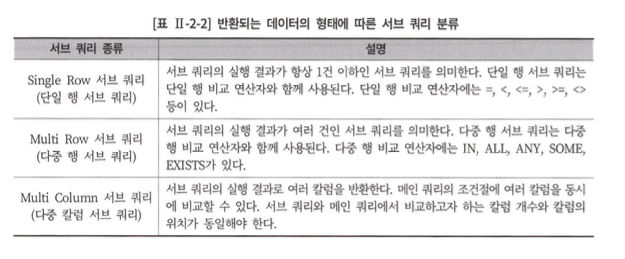 [표 Ⅱ-2-2] 반환되는 데이터의 형태에 따른 서브 쿼리 분류
서브 쿼리 종류 설명
Single Row 서브 쿼리
(단일 행 서브 쿼리)
서브 쿼리의 실행 결과가 항상 1건 이하인 서브 쿼리를 의미한다. 단일 행 서브 쿼리는
단일 행 비교 연산자와 함께 사용된다. 단일 행 비교 연산자에는 =, <, <=, >, >=, <>
등이 있다.
Multi Row 서브 쿼리
(다중 행 서브 쿼리)
서브 쿼리의 실행 결과가 여러 건인 서브 쿼리를 의미한다. 다중 행 서브 쿼리는 다중
행 비교 연산자와 함께 사용된다. 다중 행 비교 연산자에는 IN, ALL, ANY, SOME,
EXISTS가 있다.
Multi Column 서브 쿼리
(다중 칼럼 서브 쿼리)
서브 쿼리의 실행 결과로 여러 칼럼을 반환한다. 메인 쿼리의 조건절에 여러 칼럼을 동시
에 비교할 수 있다. 서브 쿼리와 메인 쿼리에서 비교하고자 하는 칼럼 개수와 칼럼의
위치가 동일해야 한다.